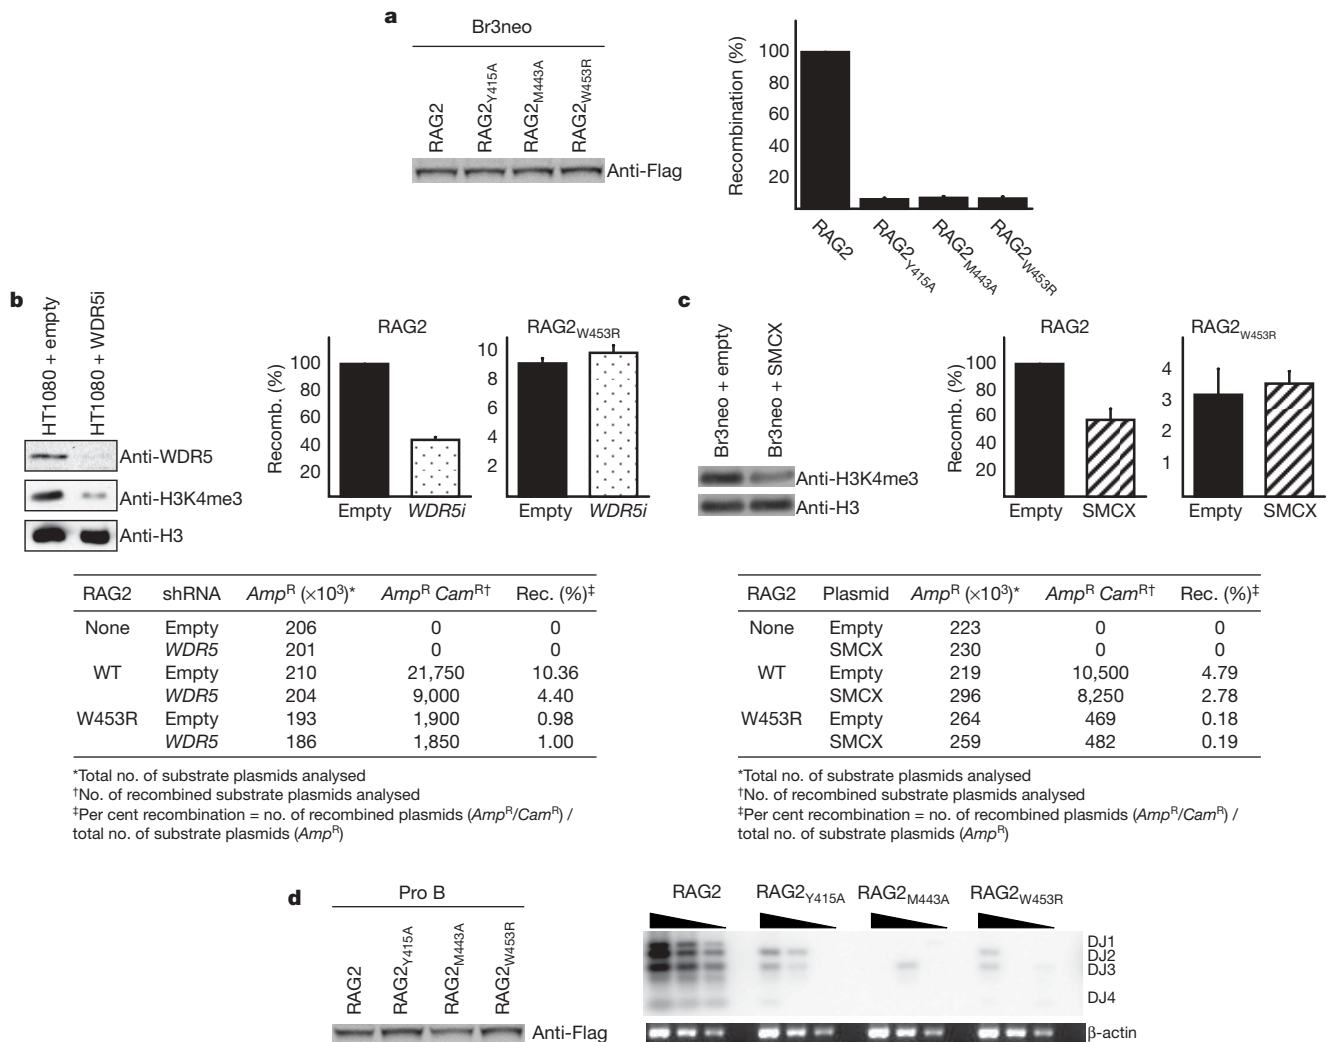 a
Br3neo
RAG2
RAG2Y415A
RAG2M443A
RAG2W453R
Anti-Flag
Recombination (%)
100
80
60
40
20
RAG2
RAG2Y415A
RAG2M443A
RAG2W453R
b
HT1080 + empty
HT1080 + WDR5i
Anti-WDR5
Anti-H3K4me3
Anti-H3
RAG2
Recomb. (%)
100
80
60
40
20
Empty WDR5i
RAG2W453R
10
8
6
4
2
Empty WDR5i
RAG2 shRNA AmpR (×103)* AmpR CamR† Rec. (%)‡
None Empty 206 0 0
WDR5 201 0 0
WT Empty 210 21,750 10.36
WDR5 204 9,000 4.40
W453R Empty 193 1,900 0.98
WDR5 186 1,850 1.00
*Total no. of substrate plasmids analysed
†No. of recombined substrate plasmids analysed
‡Per cent recombination = no. of recombined plasmids (AmpR/CamR) /
total no. of substrate plasmids (AmpR)
c
Br3neo + empty
Br3neo + SMCX
Anti-H3K4me3
Anti-H3
RAG2
Recomb. (%)
100
80
60
40
20
Empty SMCX
RAG2W453R
4
3
2
1
Empty SMCX
RAG2 Plasmid AmpR (×103)* AmpR CamR† Rec. (%)‡
None Empty 223 0 0
SMCX 230 0 0
WT Empty 219 10,500 4.79
SMCX 296 8,250 2.78
W453R Empty 264 469 0.18
SMCX 259 482 0.19
*Total no. of substrate plasmids analysed
†No. of recombined substrate plasmids analysed
‡Per cent recombination = no. of recombined plasmids (AmpR/CamR) /
total no. of substrate plasmids (AmpR)
d
Pro B
RAG2
RAG2Y415A
RAG2M443A
RAG2W453R
Anti-Flag
RAG2 RAG2Y415A RAG2M443A RAG2W453R
DJ1
DJ2
DJ3
DJ4
β-actin